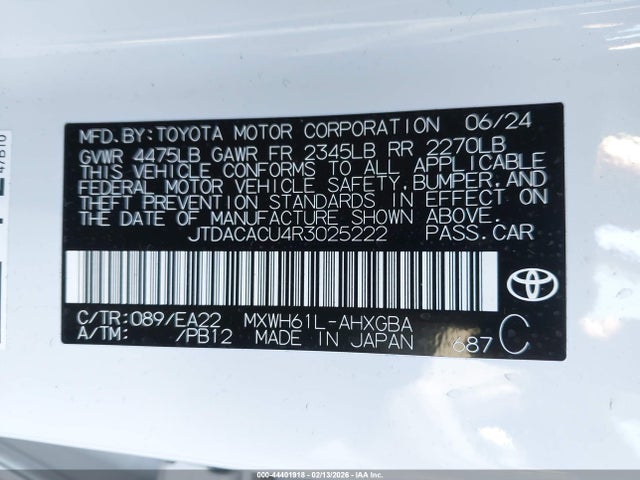 MFD.BY:TOYOTA MOTOR CORPORATION 06/24
GVWR 4475LB GAWR FR 2345LB RR 2270LB
THIS VEHICLE CONFORMS TO ALL APPLICABLE
FEDERAL MOTOR VEHICLE SAFETY,BUMPER,AND
THEFT PREVENTION STANDARDS IN EFFECT ON
THE DATE OF MANUFACTURE SHOWN ABOVE.
JTDACACU4R3025222 PASS.CAR
C/TR:089/EA22 MXWH61L-AHXGBA
A/TM: /PB12 MADE IN JAPAN 687 C
000-44401918 - 02/13/2026 - IAAC